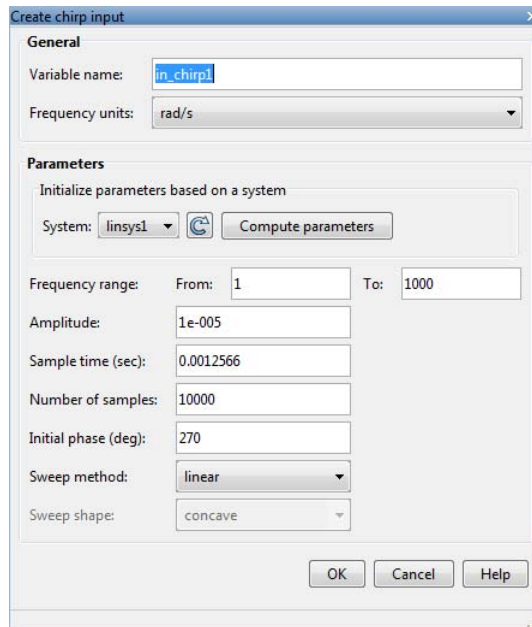 Create chirp input
General
Variable name: in_chirp1
Frequency units: rad/s
Parameters
Initialize parameters based on a system
System: linsys1 Compute parameters
Frequency range: From: 1 To: 1000
Amplitude: 1e-005
Sample time (sec): 0.0012566
Number of samples: 10000
Initial phase (deg): 270
Sweep method: linear
Sweep shape: concave
OK Cancel Help